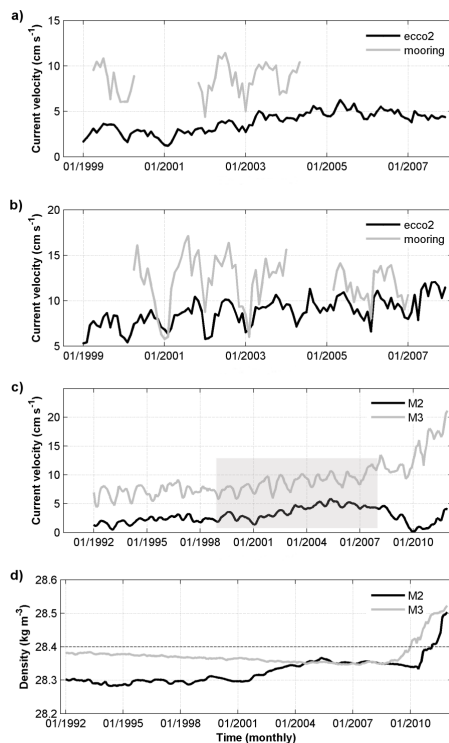 a)
15
10
5
0
Current velocity (cm s-1)
ecco2
mooring
01/1999
01/2001
01/2003
01/2005
01/2007
b)
20
15
10
5
Current velocity (cm s-1)
ecco2
mooring
01/1999
01/2001
01/2003
01/2005
01/2007
c)
20
15
10
5
0
Current velocity (cm s-1)
M2
M3
01/1992
01/1995
01/1998
01/2001
01/2004
01/2007
01/2010
d)
28.6
28.5
28.4
28.3
28.2
Density (kg m-3)
M2
M3
01/1992
01/1995
01/1998
01/2001
01/2004
01/2007
01/2010
Time (monthly)